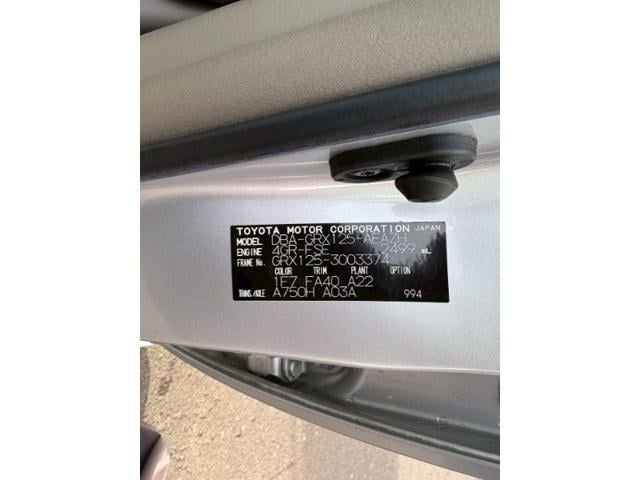 TOYOTA MOTOR CORPORATION JAPAN
MODEL DBA-GRX125-AEAZH
ENGINE 4GR-FSE 2499 mL
FRAME No. GRX125-3003374
COLOR TRIM PLANT OPTION
1E7 FA40 A22
TRANS/AXLE A750H A03A 994